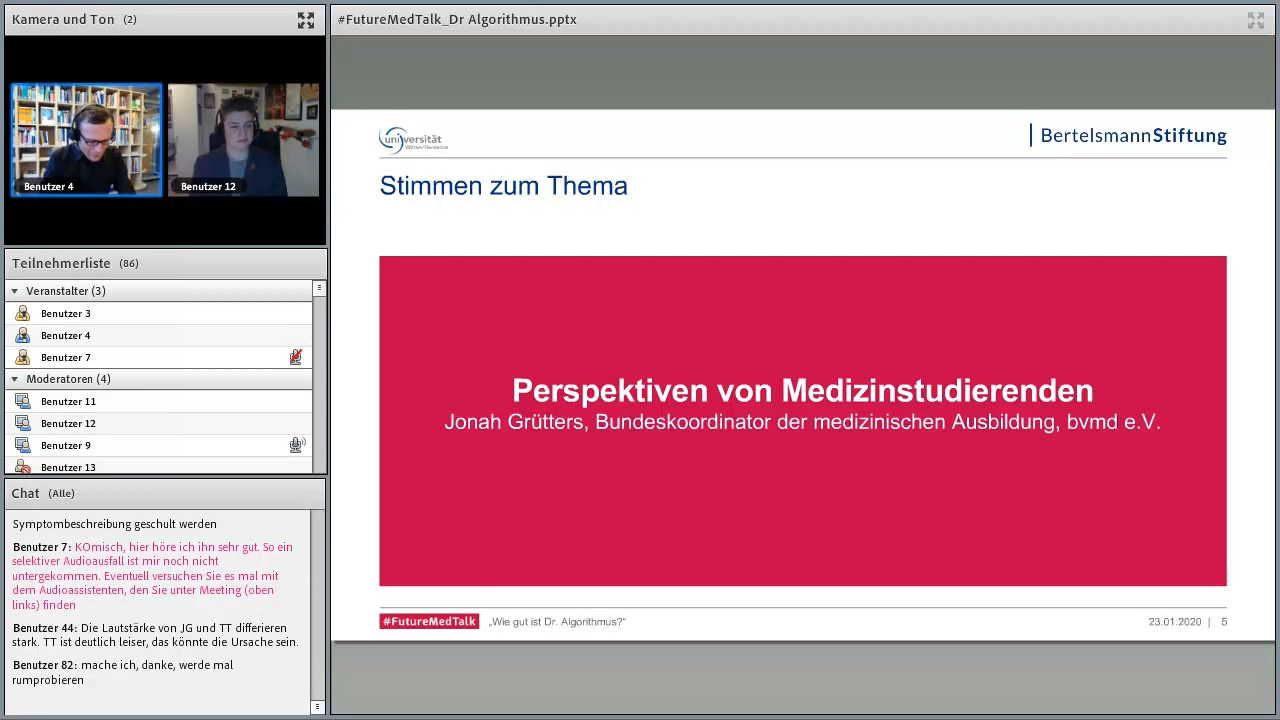 Kamera und Ton (2)
Benutzer 4
Benutzer 12
Teilnehmerliste (86)
Veranstalter (3)
Benutzer 3
Benutzer 4
Benutzer 7
Moderatoren (4)
Benutzer 11
Benutzer 12
Benutzer 9
Benutzer 13
Chat (Alle)
Symptombeschreibung geschult werden
Benutzer 7: KOmisch, hier höre ich ihn sehr gut. So ein
selektiver Audioausfall ist mir noch nicht
untergekommen. Eventuell versuchen Sie es mal mit
dem Audioassistenten, den Sie unter Meeting (oben
links) finden
Benutzer 44: Die Lautstärke von JG und TT differieren
stark. TT ist deutlich leiser, das könnte die Ursache sein.
Benutzer 82: mache ich, danke, werde mal
rumprobieren
#FutureMedTalk_Dr Algorithmus.pptx
universität
Witten/Herdecke
BertelsmannStiftung
Stimmen zum Thema
Perspektiven von Medizinstudierenden
Jonah Grütters, Bundeskoordinator der medizinischen Ausbildung, bvmd e.V.
#FutureMedTalk „Wie gut ist Dr. Algorithmus?“ 23.01.2020 | 5